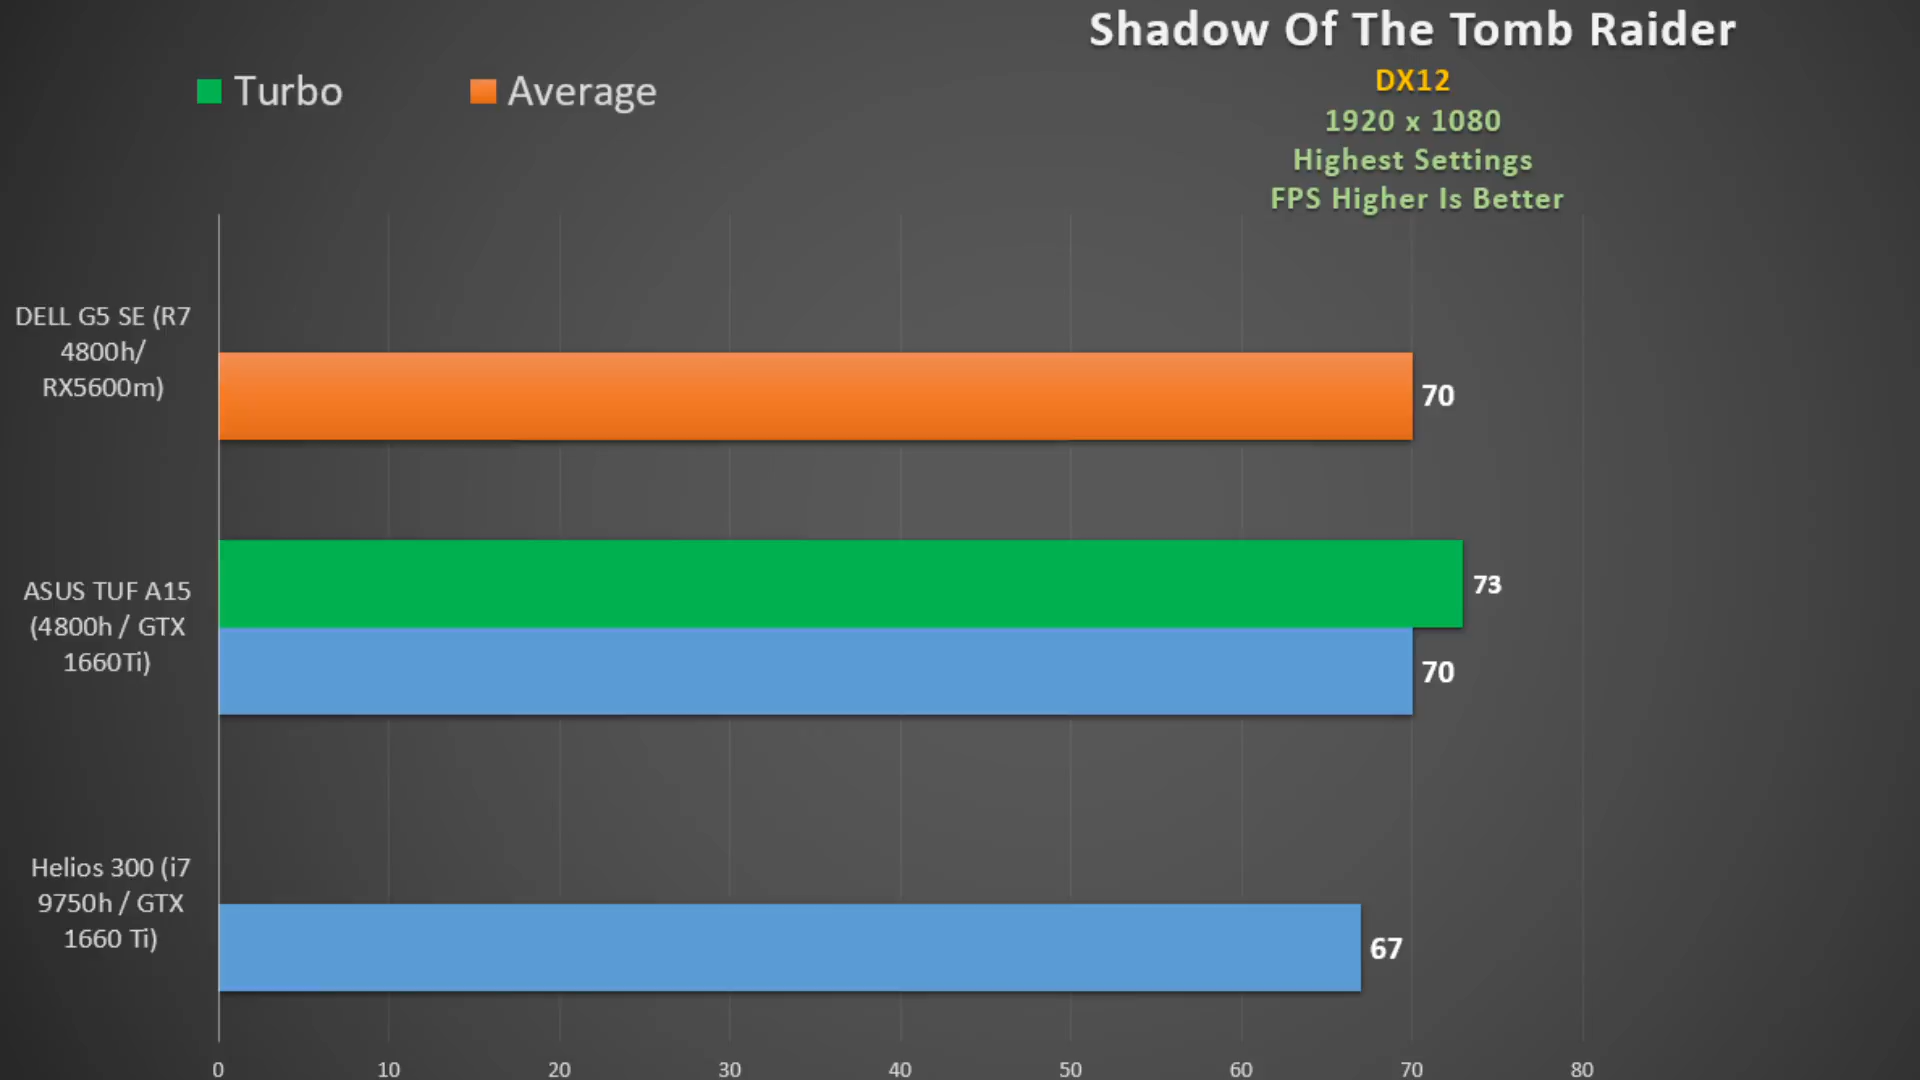 Shadow Of The Tomb Raider
DX12
1920 x 1080
Highest Settings
FPS Higher Is Better
Turbo
Average
DELL G5 SE (R7
4800h/
RX5600m)
70
ASUS TUF A15
(4800h / GTX
1660Ti)
73
70
Helios 300 (i7
9750h / GTX
1660 Ti)
67
0 10 20 30 40 50 60 70 80